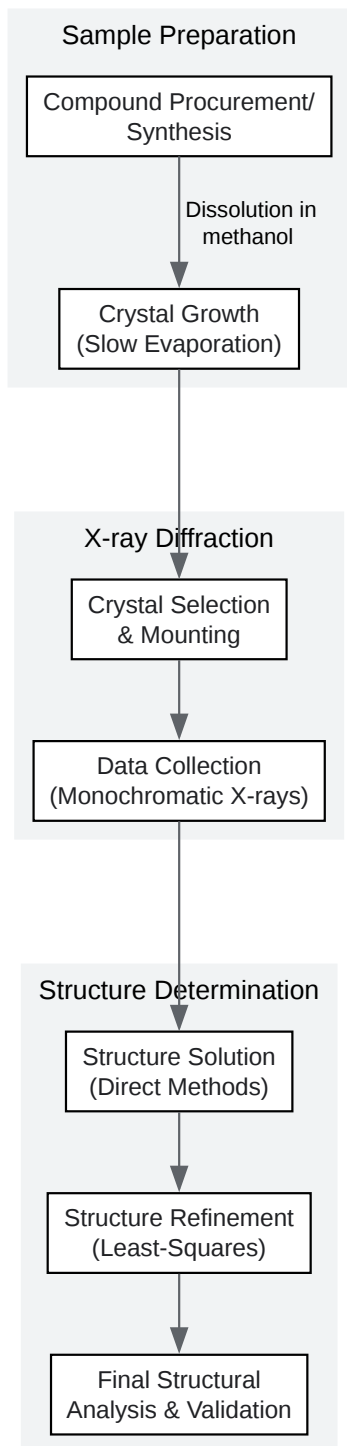 Sample Preparation
Compound Procurement/
Synthesis
Dissolution in
methanol
Crystal Growth
(Slow Evaporation)
X-ray Diffraction
Crystal Selection
& Mounting
Data Collection
(Monochromatic X-rays)
Structure Determination
Structure Solution
(Direct Methods)
Structure Refinement
(Least-Squares)
Final Structural
Analysis & Validation